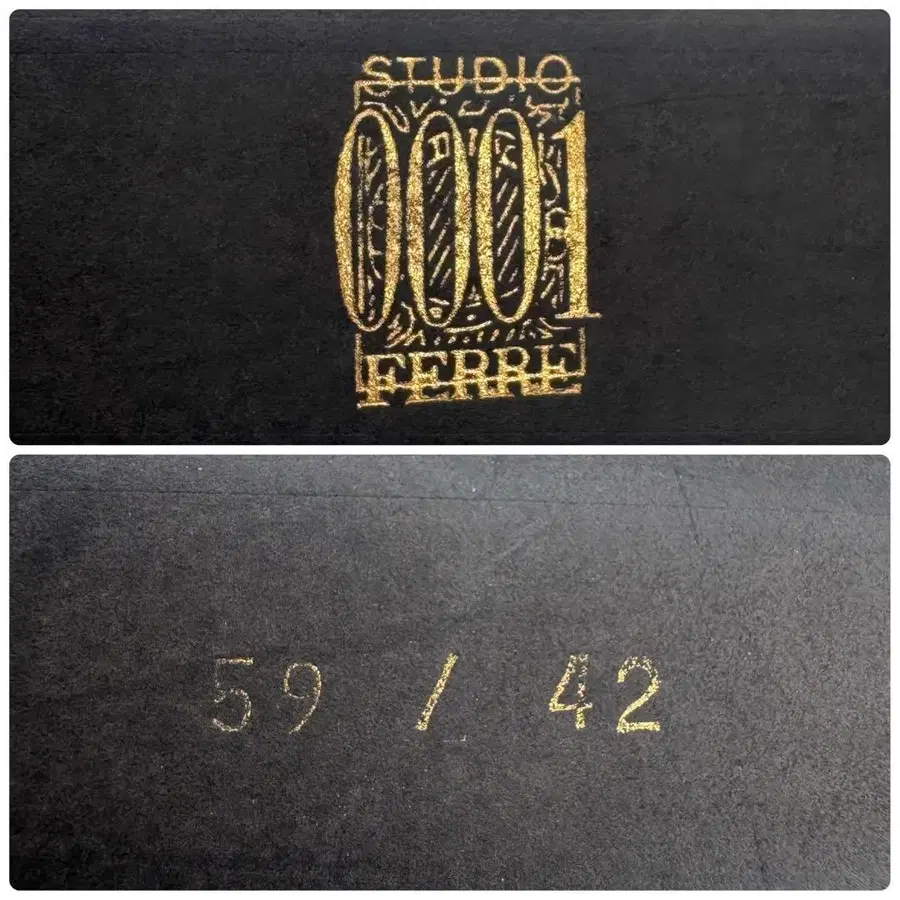 STUDIO
0001
FERRE
59 / 42